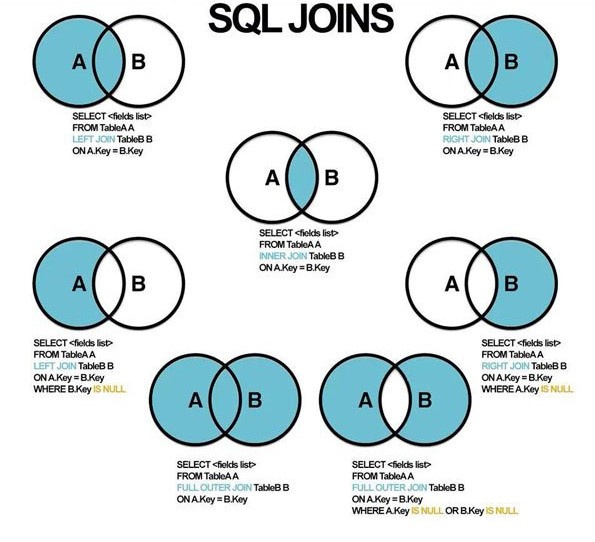 SQL JOINS
A B
SELECT <fields list>
FROM TableA A
LEFT JOIN TableB B
ON A.Key = B.Key
A B
SELECT <fields list>
FROM TableA A
RIGHT JOIN TableB B
ON A.Key = B.Key
A B
SELECT <fields list>
FROM TableA A
INNER JOIN TableB B
ON A.Key = B.Key
A B
SELECT <fields list>
FROM TableA A
LEFT JOIN TableB B
ON A.Key = B.Key
WHERE B.Key IS NULL
A B
SELECT <fields list>
FROM TableA A
RIGHT JOIN TableB B
ON A.Key = B.Key
WHERE A.Key IS NULL
A B
SELECT <fields list>
FROM TableA A
FULL OUTER JOIN TableB B
ON A.Key = B.Key
A B
SELECT <fields list>
FROM TableA A
FULL OUTER JOIN TableB B
ON A.Key = B.Key
WHERE A.Key IS NULL OR B.Key IS NULL